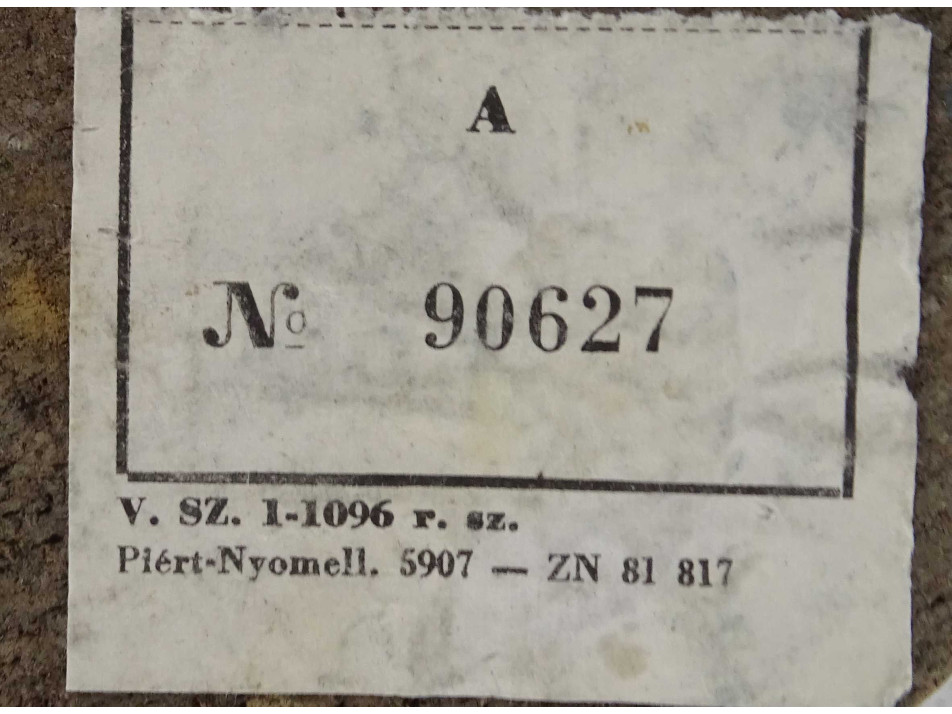 A
№ 90627
V. SZ. 1-1096 r. sz.
Piért-Nyomell. 5907 — ZN 81 817